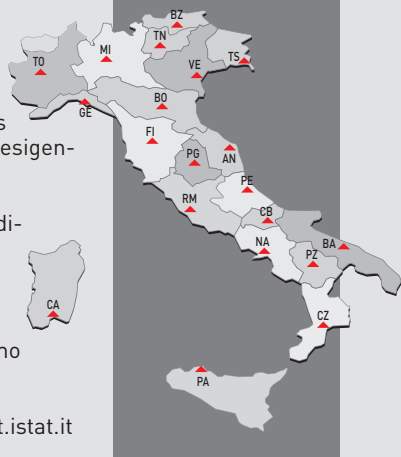 BZ
TN
MI
TO
VE
TS
BO
GE
s
FI
esigen-
AN
PG
PE
RM
di-
CB
NA
BA
PZ
CA
CZ
no
PA
t.istat.it